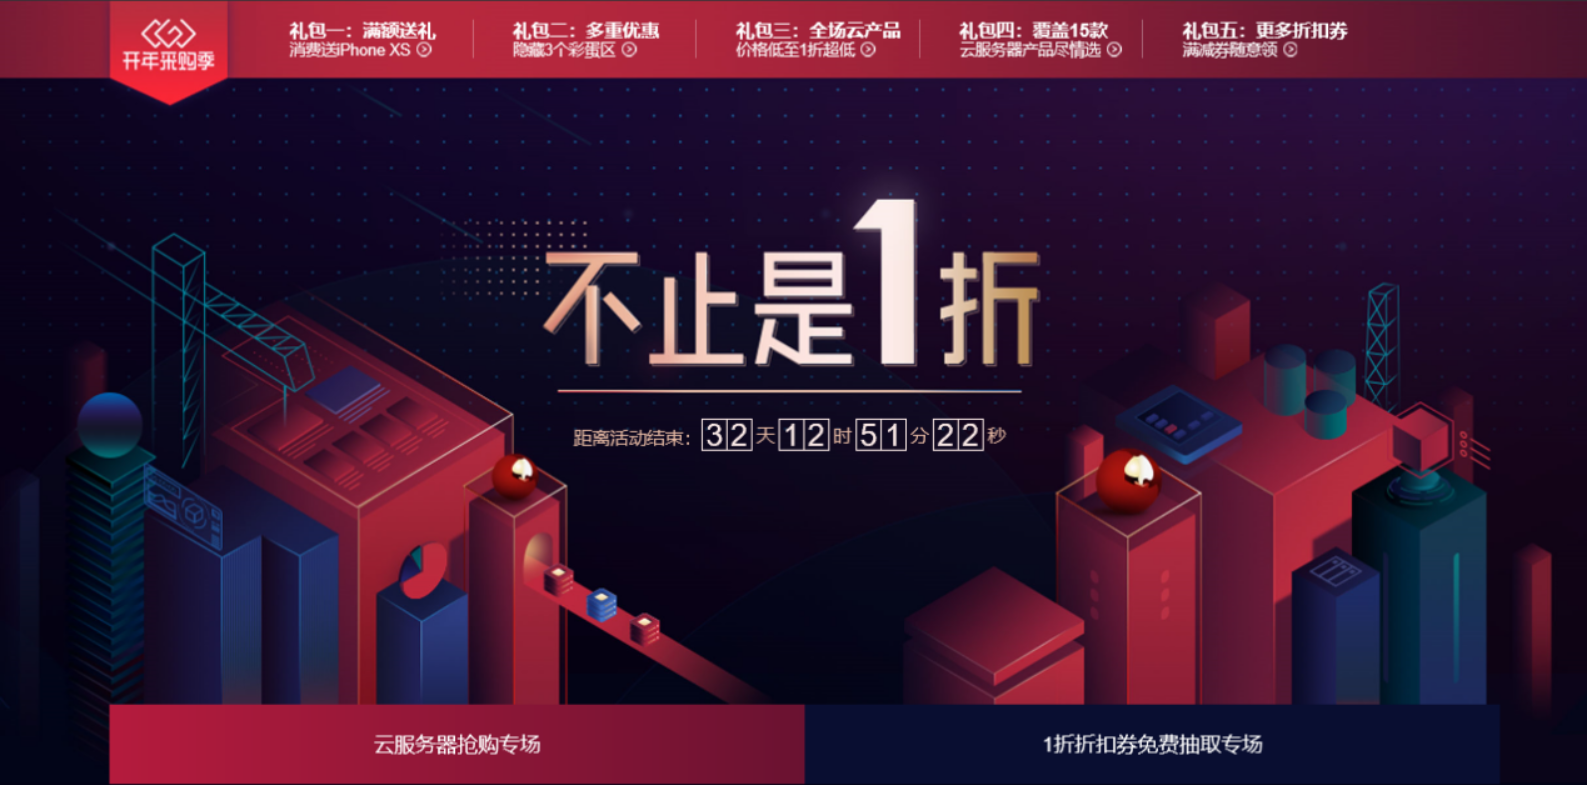 开年采购季
礼包一：满额送礼
消费送iPhone XS
礼包二：多重优惠
隐藏3个彩蛋区
礼包三：全场云产品
价格低至1折超低
礼包四：覆盖15款
云服务器产品尽情选
礼包五：更多折扣券
满减券随意领
不止是1折
距离活动结束：32天12时51分22秒
云服务器抢购专场
1折折扣券免费抽取专场